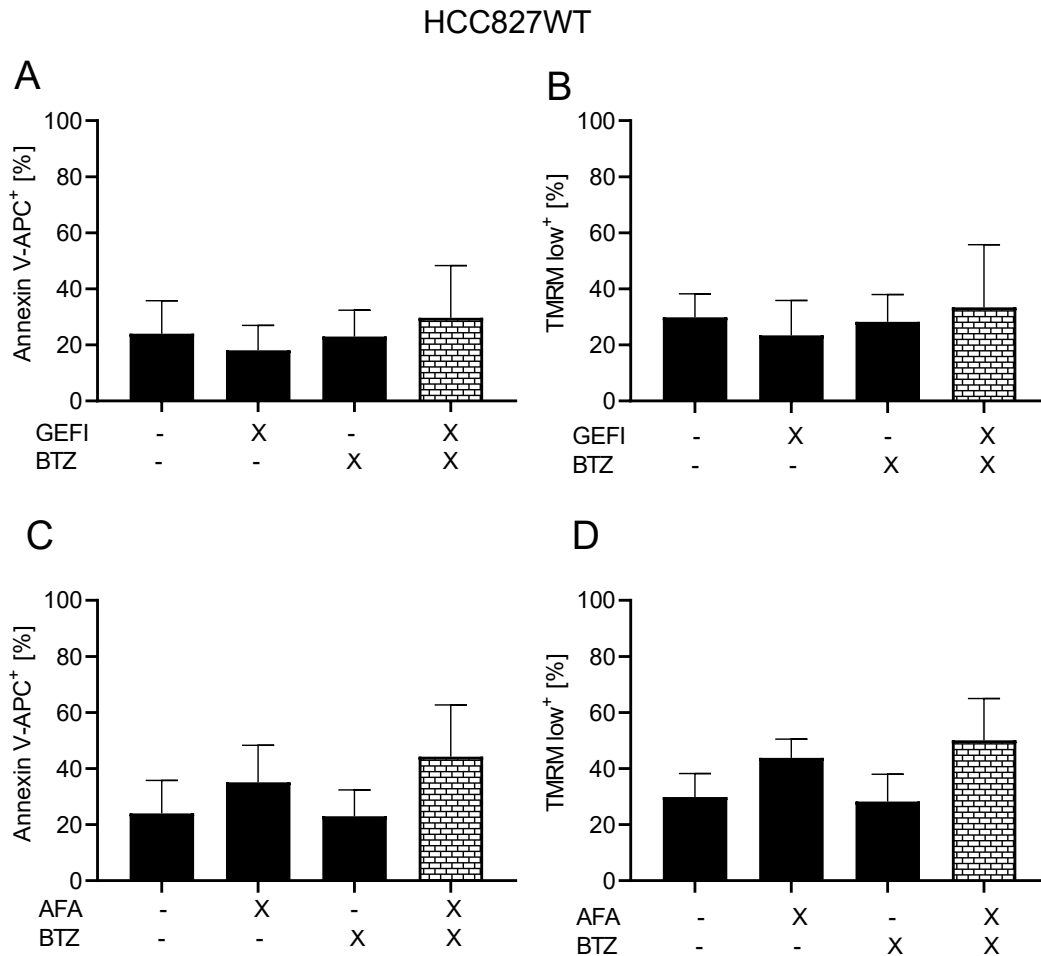 HCC827WT
A
Annexin V-APC+ [%]
100
80
60
40
20
0
GEFI - X - X
BTZ - - X X
B
TMRM low+ [%]
100
80
60
40
20
0
GEFI - X - X
BTZ - - X X
C
Annexin V-APC+ [%]
100
80
60
40
20
0
AFA - X - X
BTZ - - X X
D
TMRM low+ [%]
100
80
60
40
20
0
AFA - X - X
BTZ - - X X